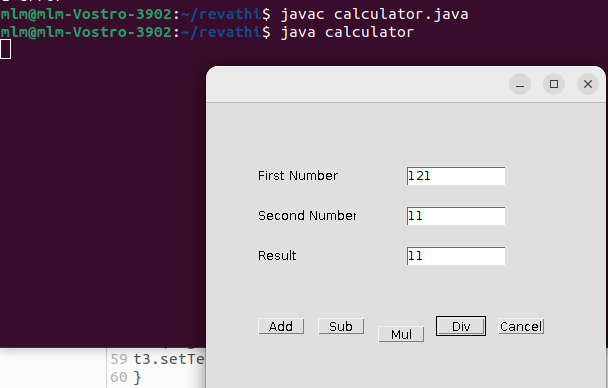 mlm@mlm-Vostro-3902:~/revathi$ javac calculator.java
mlm@mlm-Vostro-3902:~/revathi$ java calculator
First Number 121
Second Number 11
Result 11
Add Sub Mul Div Cancel
59 t3.setTe
60 }